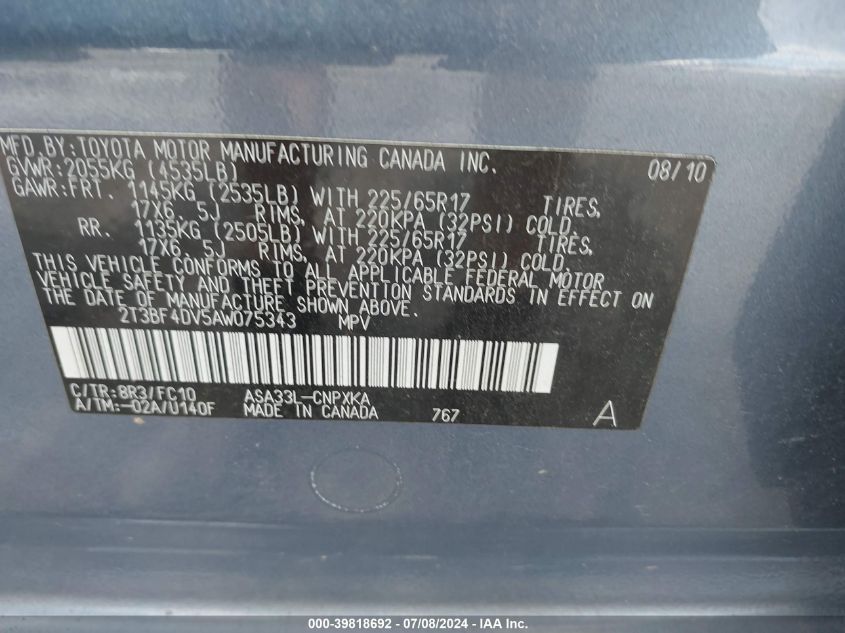 MFD. BY: TOYOTA MOTOR MANUFACTURING CANADA INC. 08/10
GVWR: 2055KG (4535LB)
GAWR: FRT. 1145KG (2535LB) WITH 225/65R17 TIRES,
17X6.5J RIMS, AT 220KPA (32PSI) COLD.
RR. 1135KG (2505LB) WITH 225/65R17 TIRES,
17X6.5J RIMS, AT 220KPA (32PSI) COLD.
THIS VEHICLE CONFORMS TO ALL APPLICABLE FEDERAL MOTOR
VEHICLE SAFETY AND THEFT PREVENTION STANDARDS IN EFFECT ON
THE DATE OF MANUFACTURE SHOWN ABOVE.
2T3BF4DV5AW075343 MPV
C/TR: 8R3/FC10 ASA33L-CNPXKA
A/TM: -02A/U140F MADE IN CANADA 767 A
000-39818692 - 07/08/2024 - IAA Inc.